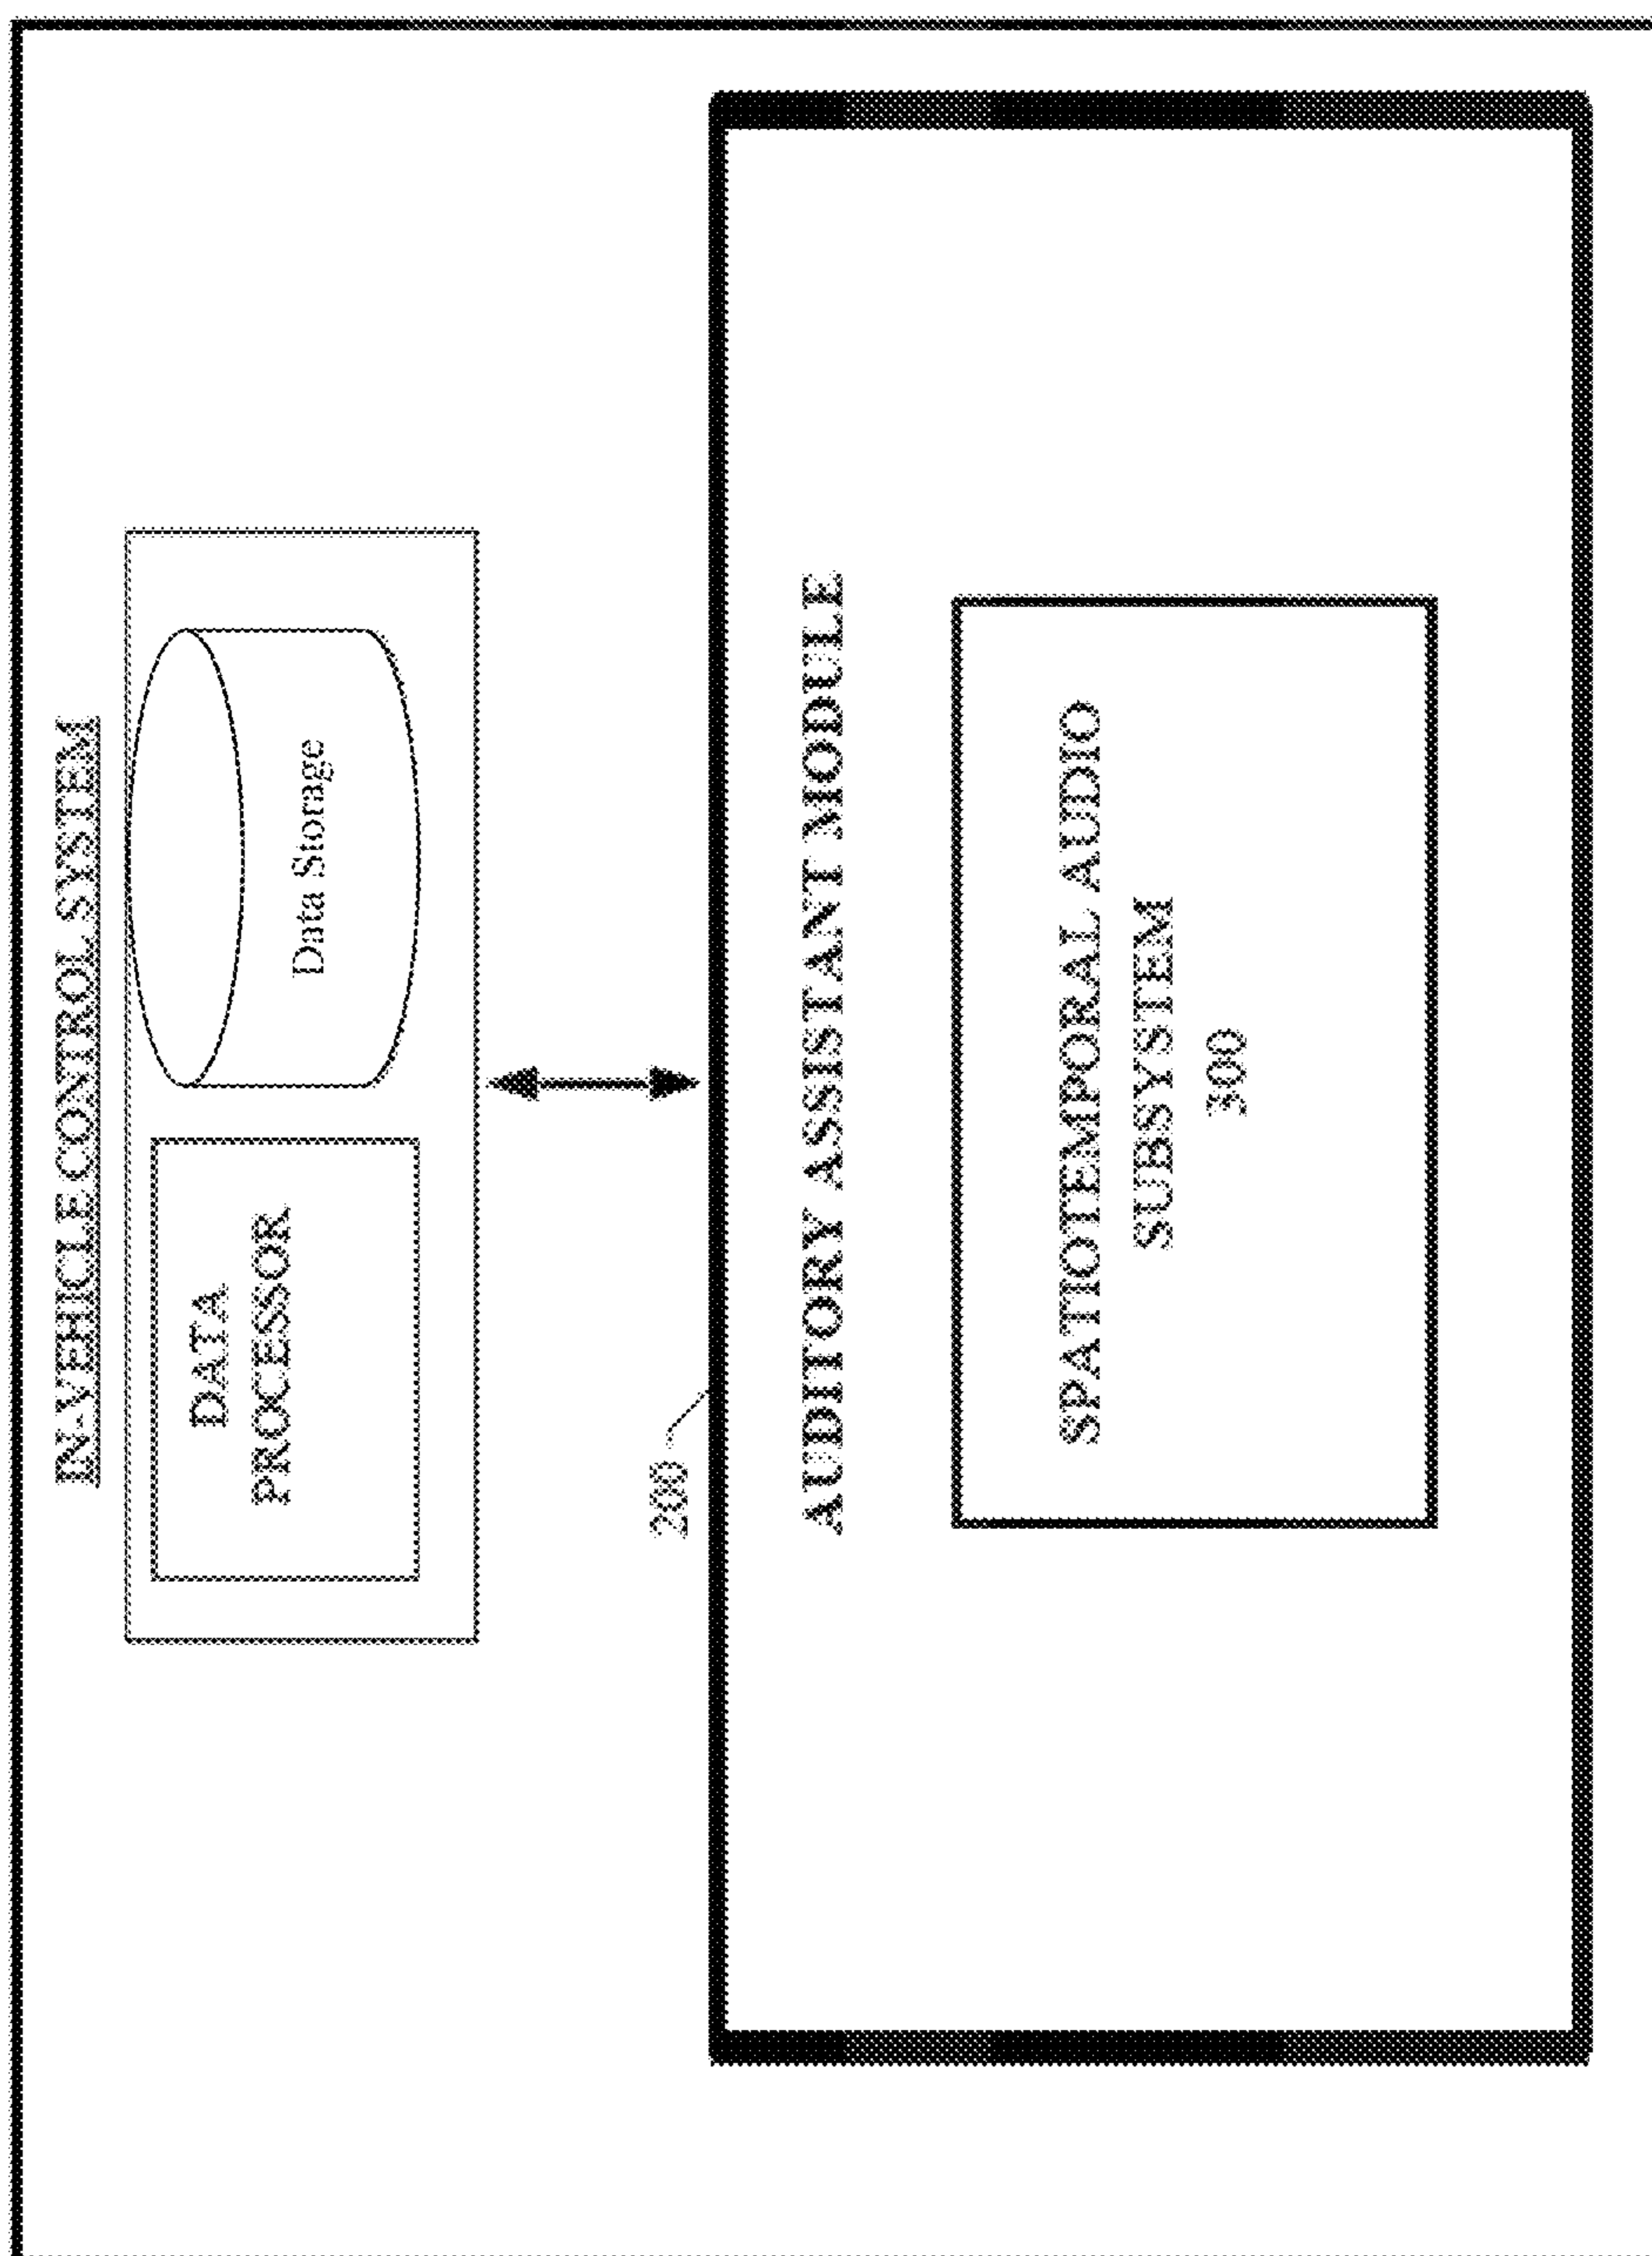 IN-VEHICLE CONTROL SYSTEM
DATA
PROCESSOR
Data Storage
200
AUDITORY ASSISTANT MODULE
SPATIOTEMPORAL AUDIO
SUBSYSTEM
300